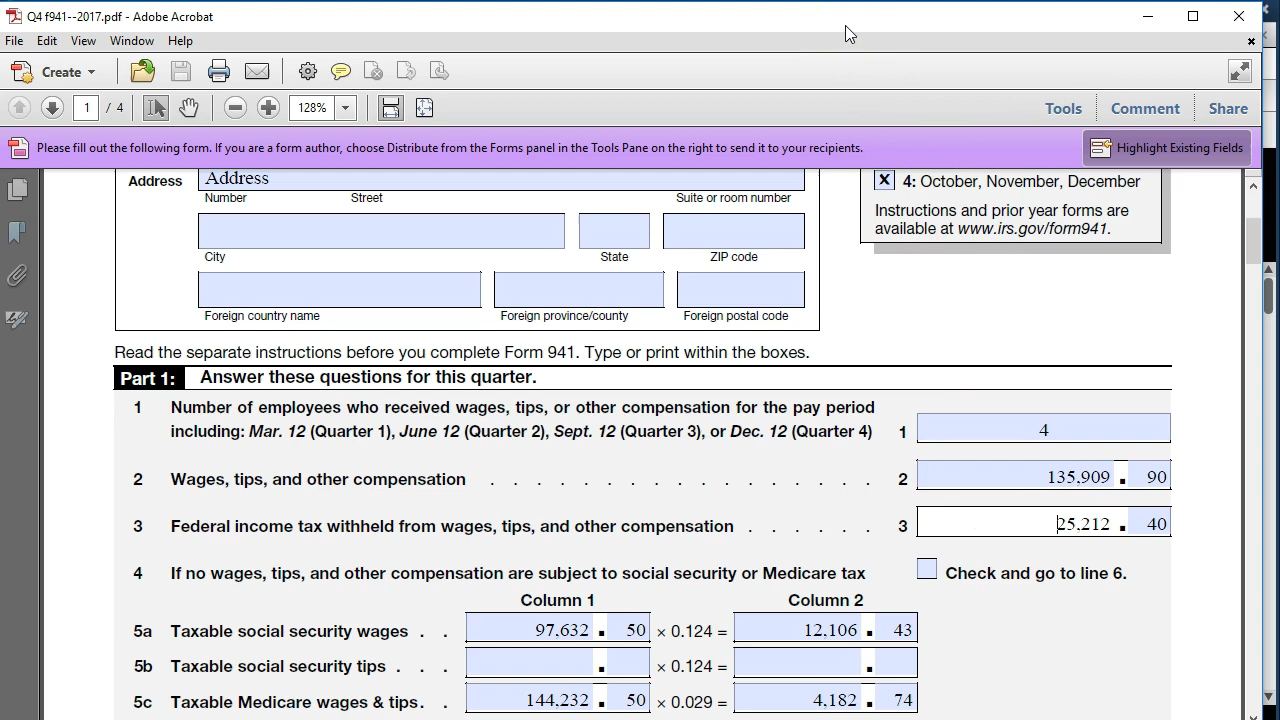 Q4 f941--2017.pdf - Adobe Acrobat
File Edit View Window Help
Create
1 / 4 128% Tools Comment Share
Please fill out the following form. If you are a form author, choose Distribute from the Forms panel in the Tools Pane on the right to send it to your recipients. Highlight Existing Fields
Address Address X 4: October, November, December
Number Street Suite or room number
Instructions and prior year forms are
available at www.irs.gov/form941.
City State ZIP code
Foreign country name Foreign province/county Foreign postal code
Read the separate instructions before you complete Form 941. Type or print within the boxes.
Part 1: Answer these questions for this quarter.
1 Number of employees who received wages, tips, or other compensation for the pay period
including: Mar. 12 (Quarter 1), June 12 (Quarter 2), Sept. 12 (Quarter 3), or Dec. 12 (Quarter 4) 1 4
2 Wages, tips, and other compensation . . . . . . . . . . . . . . . . . 2 135,909 . 90
3 Federal income tax withheld from wages, tips, and other compensation . . . . . . 3 25,212 . 40
4 If no wages, tips, and other compensation are subject to social security or Medicare tax Check and go to line 6.
Column 1 Column 2
5a Taxable social security wages . . 97,632 . 50 × 0.124 = 12,106 . 43
5b Taxable social security tips . . . . × 0.124 = .
5c Taxable Medicare wages & tips. . 144,232 . 50 × 0.029 = 4,182 . 74